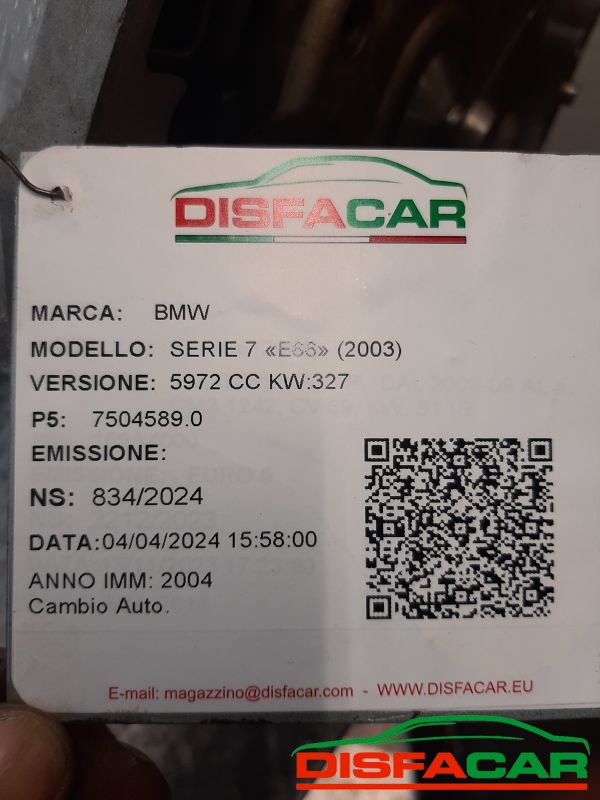 DISFACAR
MARCA: BMW
MODELLO: SERIE 7 «E66» (2003)
VERSIONE: 5972 CC KW:327
P5: 7504589.0
EMISSIONE:
EURO 6
NS: 834/2024
DATA:04/04/2024 15:58:00
ANNO IMM: 2004
Cambio Auto.
E-mail: magazzino@disfacar.com - WWW.DISFACAR.EU
DISFACAR